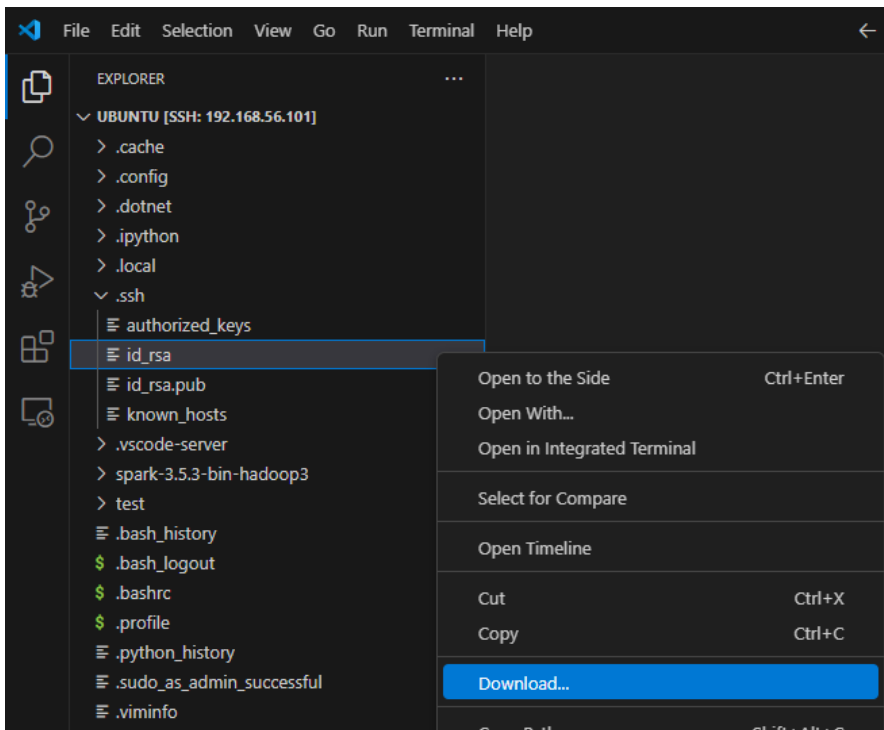 File Edit Selection View Go Run Terminal Help
EXPLORER
UBUNTU [SSH: 192.168.56.101]
.cache
.config
.dotnet
.ipython
.local
.ssh
authorized_keys
id_rsa
id_rsa.pub
known_hosts
.vscode-server
spark-3.5.3-bin-hadoop3
test
.bash_history
$ .bash_logout
$ .bashrc
$ .profile
.python_history
.sudo_as_admin_successful
.viminfo
Open to the Side Ctrl+Enter
Open With...
Open in Integrated Terminal
Select for Compare
Open Timeline
Cut Ctrl+X
Copy Ctrl+C
Download...